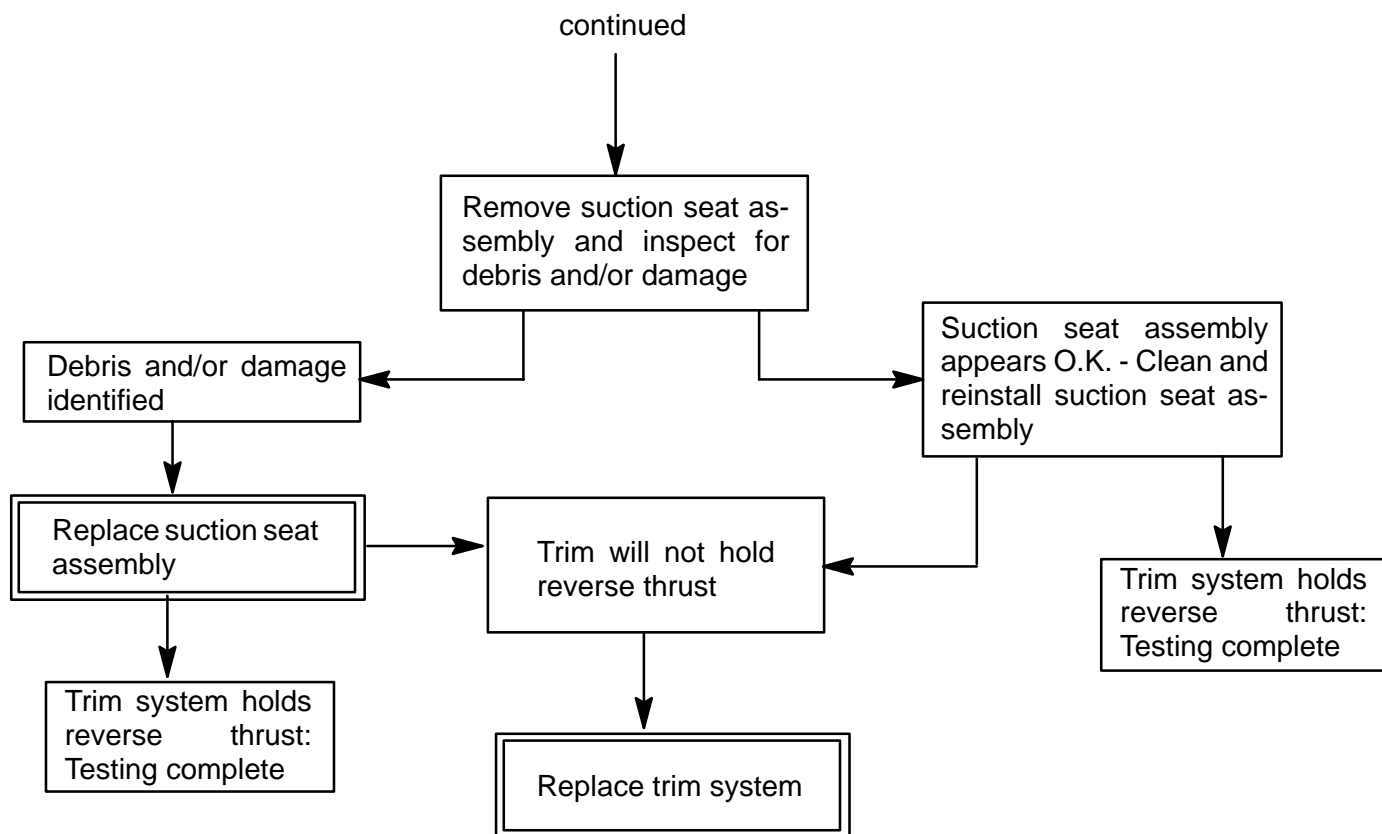 continued
Remove suction seat as-
sembly and inspect for
debris and/or damage
Debris and/or damage
identified
Suction seat assembly
appears O.K. - Clean and
reinstall suction seat as-
sembly
Replace suction seat
assembly
Trim will not hold
reverse thrust
Trim system holds
reverse thrust:
Testing complete
Trim system holds
reverse thrust:
Testing complete
Replace trim system